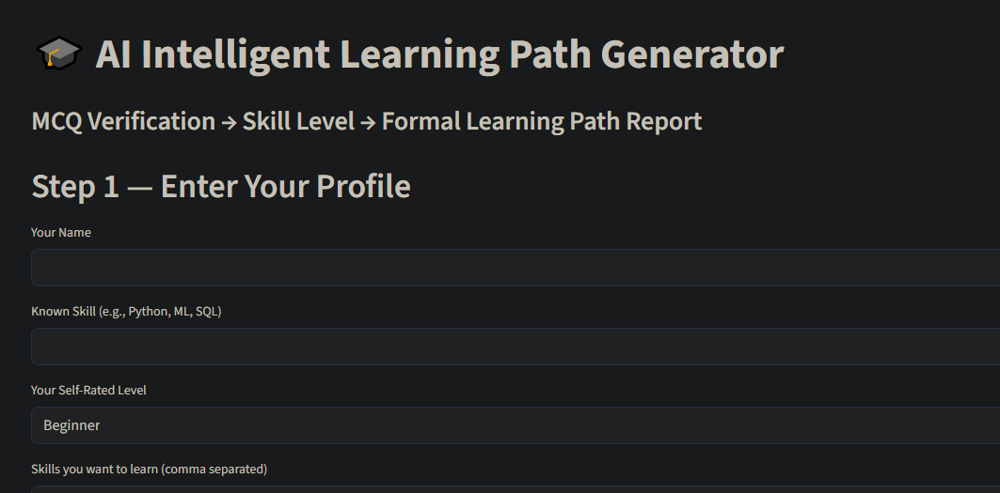 🎓 AI Intelligent Learning Path Generator
MCQ Verification → Skill Level → Formal Learning Path Report
Step 1 — Enter Your Profile
Your Name
Known Skill (e.g., Python, ML, SQL)
Your Self-Rated Level
Beginner
Skills you want to learn (comma separated)